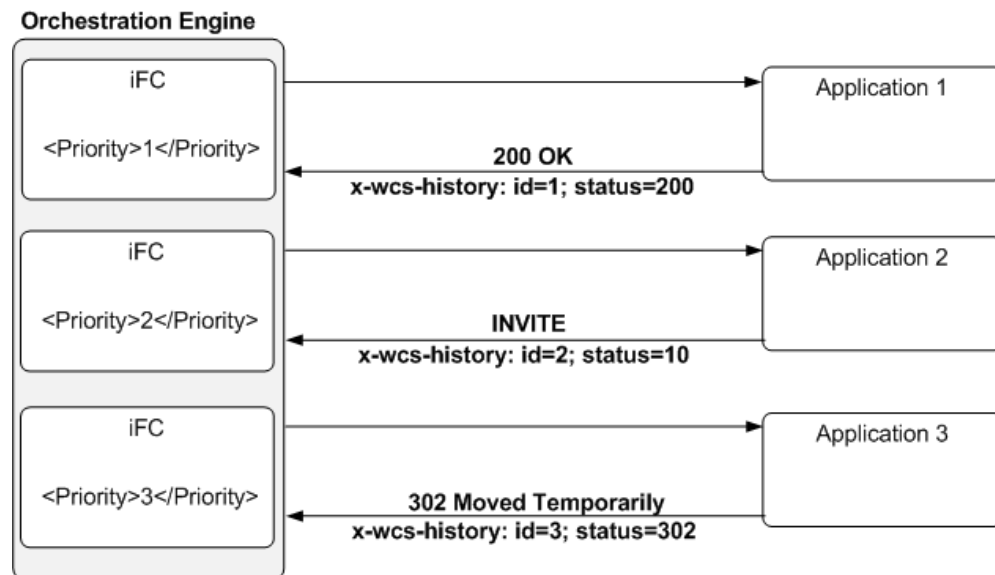 Orchestration Engine
iFC
<Priority>1</Priority>
Application 1
200 OK
x-wcs-history: id=1; status=200
iFC
<Priority>2</Priority>
Application 2
INVITE
x-wcs-history: id=2; status=10
iFC
<Priority>3</Priority>
Application 3
302 Moved Temporarily
x-wcs-history: id=3; status=302